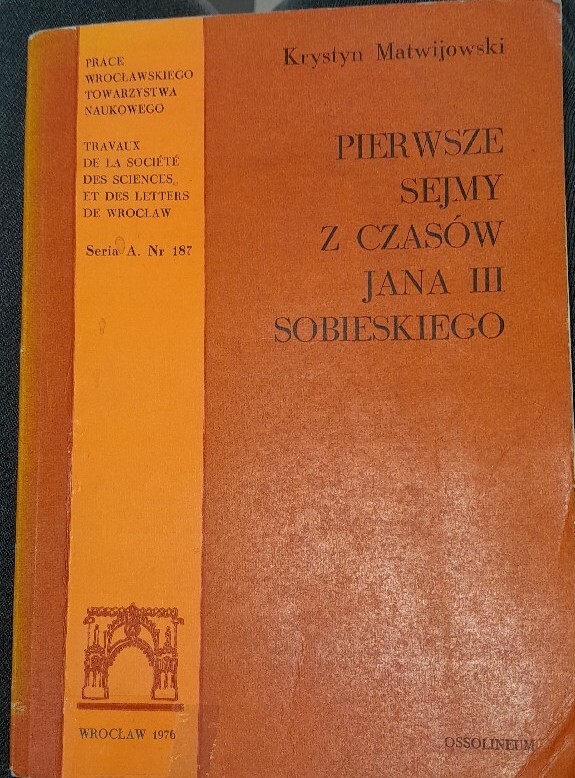 PRACE
WROCŁAWSKIEGO
TOWARZYSTWA
NAUKOWEGO
TRAVAUX
DE LA SOCIÉTÉ
DES SCIENCES
ET DES LETTERS
DE WROCŁAW
Seria A. Nr 187
Krystyn Matwijowski
PIERWSZE
SEJMY
Z CZASÓW
JANA III
SOBIESKIEGO
WROCŁAW 1976
OSSOLINEUM